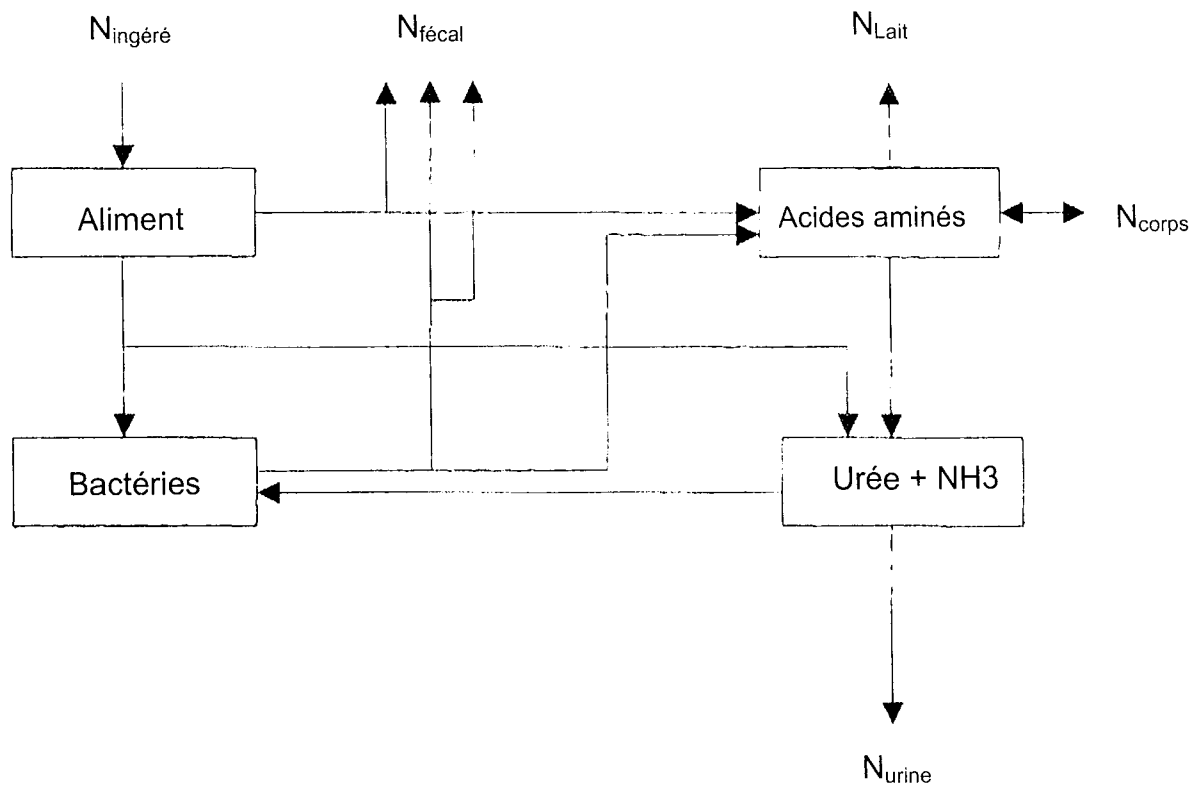 Ningéré
Nfécal
NLait
Aliment
Acides aminés
Ncorps
Bactéries
Urée + NH3
Nurine